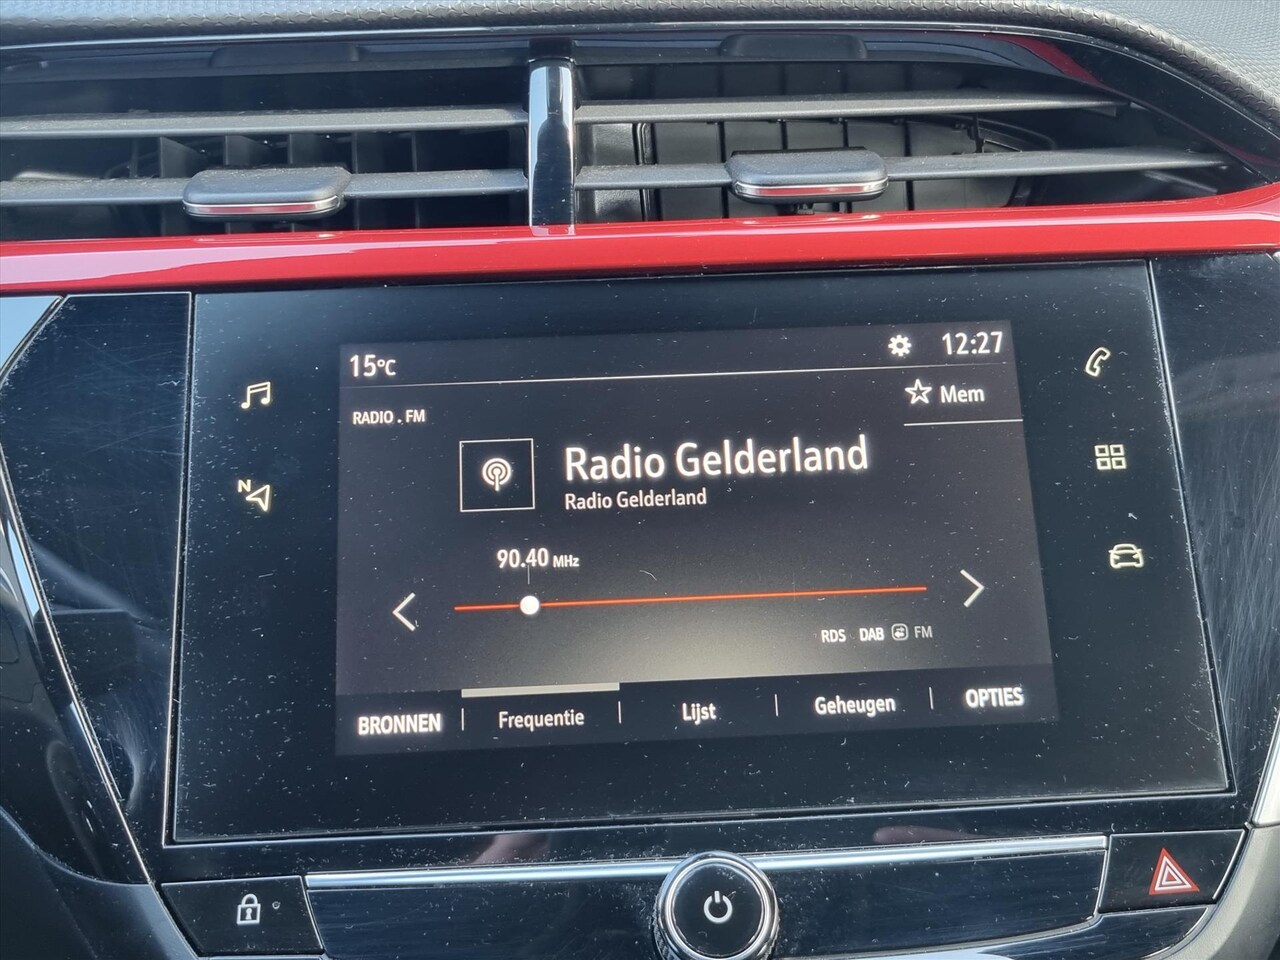 15°C
12:27
☆ Mem
RADIO . FM
Radio Gelderland
Radio Gelderland
90.40 MHz
RDS DAB FM
BRONNEN Frequentie Lijst Geheugen OPTIES
N